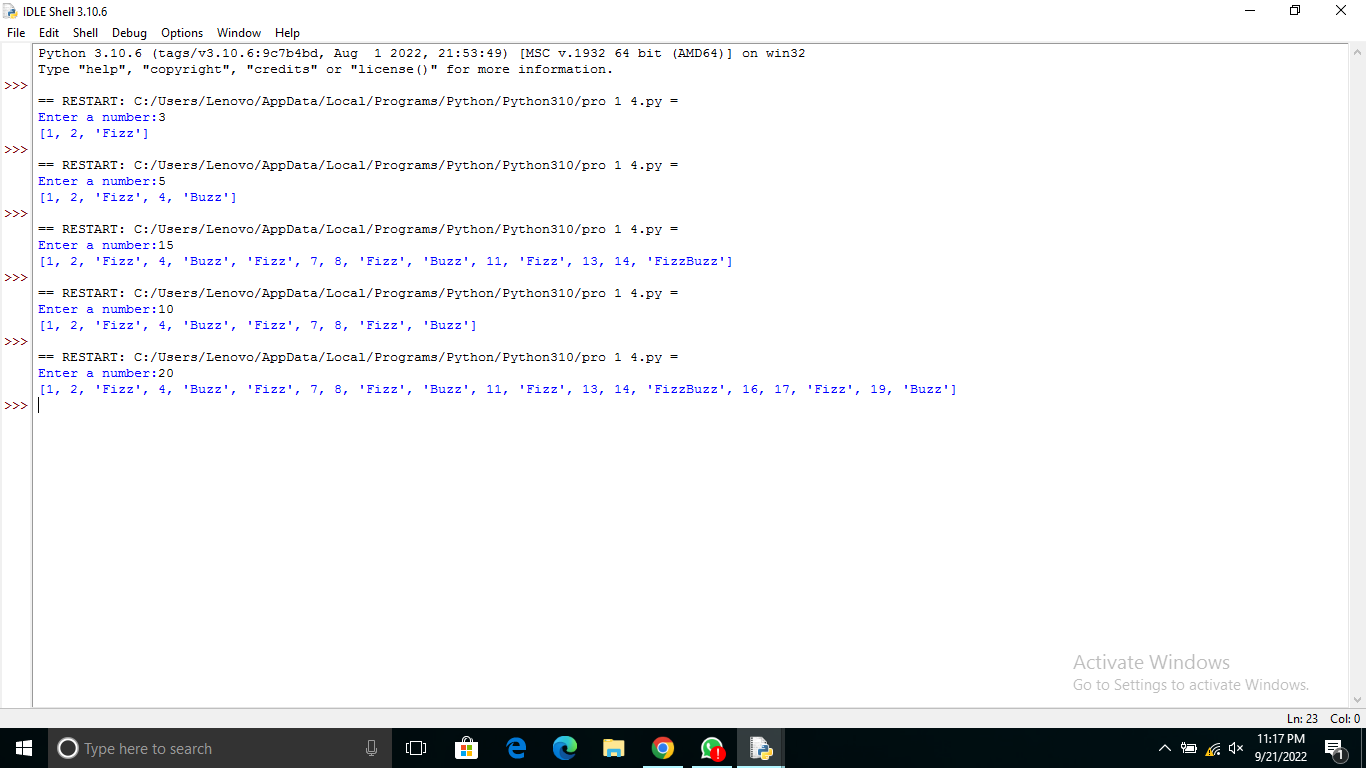 IDLE Shell 3.10.6
File Edit Shell Debug Options Window Help
Python 3.10.6 (tags/v3.10.6:9c7b4bd, Aug  1 2022, 21:53:49) [MSC v.1932 64 bit (AMD64)] on win32
Type "help", "copyright", "credits" or "license()" for more information.
>>>
== RESTART: C:/Users/Lenovo/AppData/Local/Programs/Python/Python310/pro 1 4.py =
Enter a number:3
[1, 2, 'Fizz']
>>>
== RESTART: C:/Users/Lenovo/AppData/Local/Programs/Python/Python310/pro 1 4.py =
Enter a number:5
[1, 2, 'Fizz', 4, 'Buzz']
>>>
== RESTART: C:/Users/Lenovo/AppData/Local/Programs/Python/Python310/pro 1 4.py =
Enter a number:15
[1, 2, 'Fizz', 4, 'Buzz', 'Fizz', 7, 8, 'Fizz', 'Buzz', 11, 'Fizz', 13, 14, 'FizzBuzz']
>>>
== RESTART: C:/Users/Lenovo/AppData/Local/Programs/Python/Python310/pro 1 4.py =
Enter a number:10
[1, 2, 'Fizz', 4, 'Buzz', 'Fizz', 7, 8, 'Fizz', 'Buzz']
>>>
== RESTART: C:/Users/Lenovo/AppData/Local/Programs/Python/Python310/pro 1 4.py =
Enter a number:20
[1, 2, 'Fizz', 4, 'Buzz', 'Fizz', 7, 8, 'Fizz', 'Buzz', 11, 'Fizz', 13, 14, 'FizzBuzz', 16, 17, 'Fizz', 19, 'Buzz']
>>>
Activate Windows
Go to Settings to activate Windows.
Ln: 23 Col: 0
Type here to search
11:17 PM
9/21/2022
1